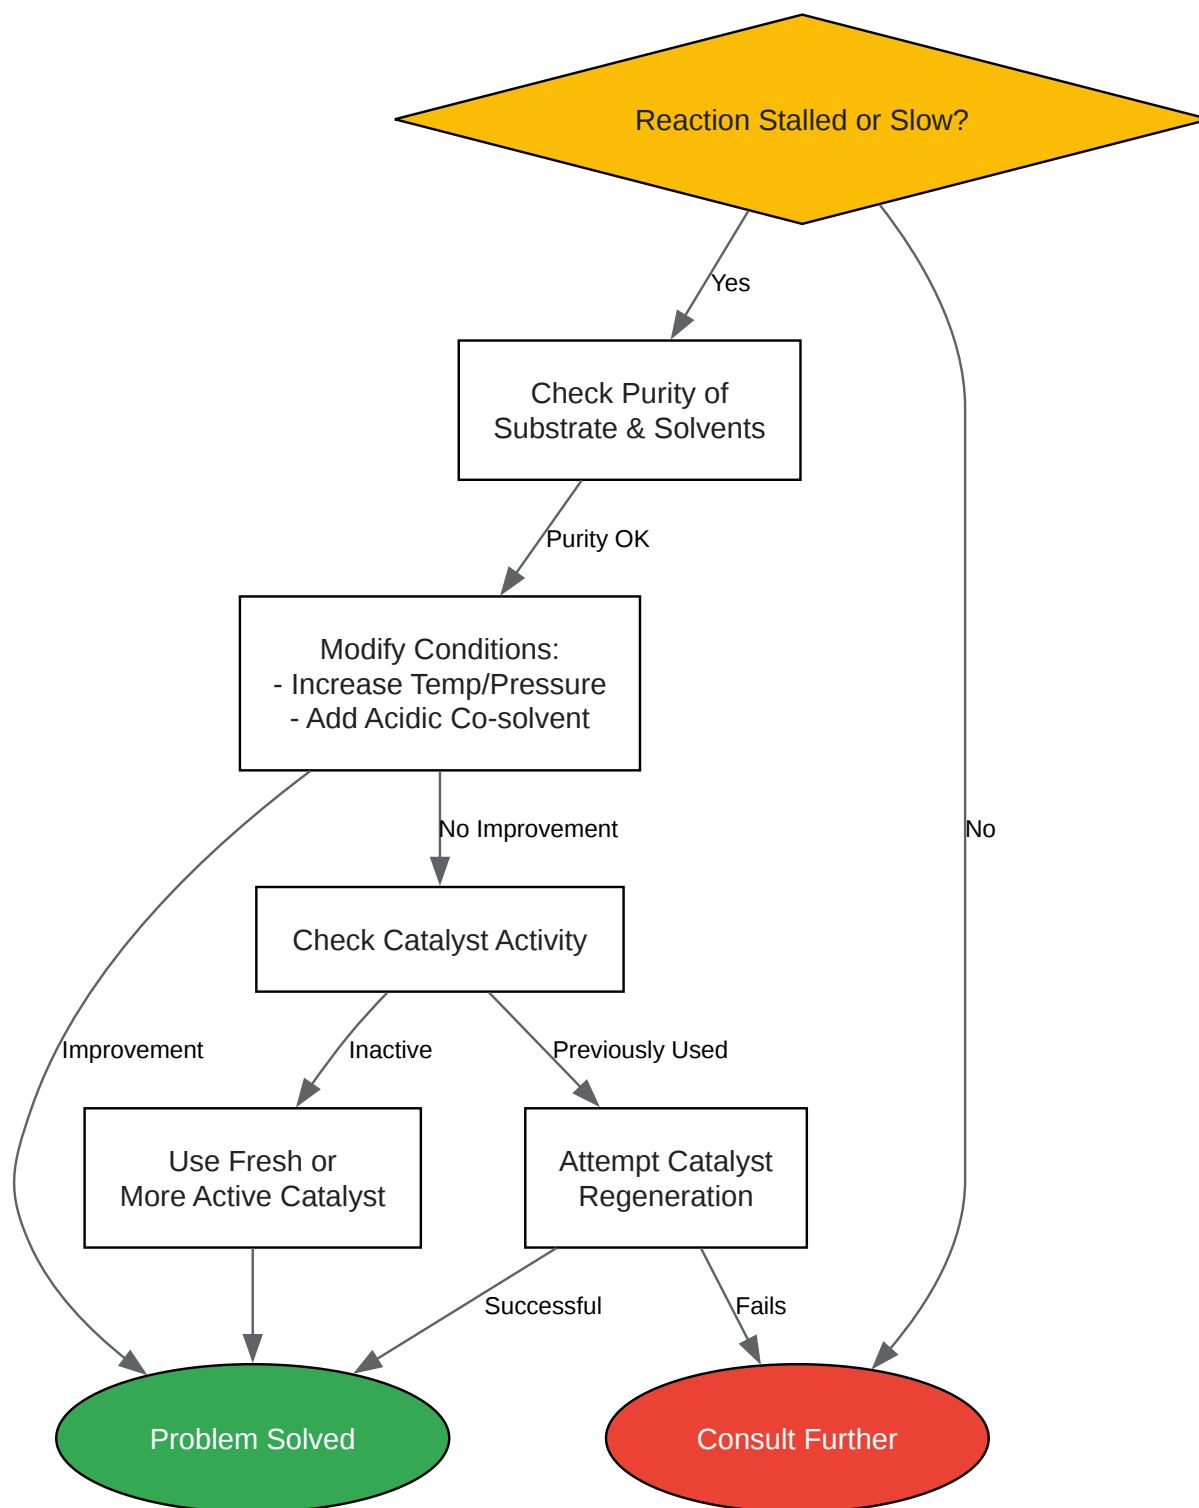 Reaction Stalled or Slow?
Yes
Check Purity of
Substrate & Solvents
Purity OK
Modify Conditions:
- Increase Temp/Pressure
- Add Acidic Co-solvent
No Improvement
No
Check Catalyst Activity
Improvement
Inactive
Previously Used
Use Fresh or
More Active Catalyst
Attempt Catalyst
Regeneration
Successful
Fails
Problem Solved
Consult Further